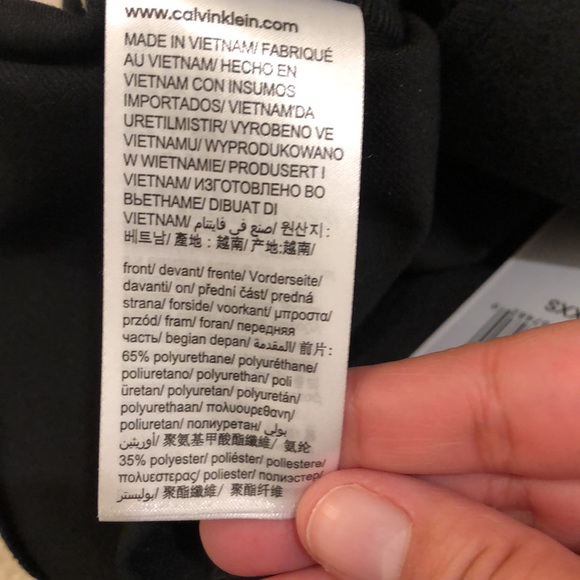 www.calvinklein.com
MADE IN VIETNAM/ FABRIQUÉ
AU VIETNAM/ HECHO EN
VIETNAM CON INSUMOS
IMPORTADOS/ VIETNAM'DA
URETILMISTIR/ VYROBENO VE
VIETNAMU/ WYPRODUKOWANO
W WIETNAMIE/ PRODUSERT I
VIETNAM/ ИЗГОТОВЛЕНО ВО
ВЬЕТНАМЕ/ DIBUAT DI
VIETNAM/ صنع في فايتنام/ 원산지 :
베트남/ 產地 : 越南/ 产地:越南/
front/ devant/ frente/ Vorderseite/
davanti/ on/ přední část/ predná
strana/ forside/ voorkant/ μπροστα/
przód/ fram/ foran/ передняя
часть/ begian depan/ المقدمة/ 前片 :
65% polyurethane/ polyuréthane/
poliuretano/ polyurethan/ poli
üretan/ polyuretan/ polyuretán/
polyurethaan/ πολυουρεθανη/
poliuretan/ полиуретан/ بولي
أوريثين/ 聚氨基甲酸酯纖維/ 氨纶
35% polyester/ poliéster/ poliestere/
πολυεστερας/ poliester/ полиэстер/
بوليستر/ 聚酯纖維/ 聚酯纤维
XXS